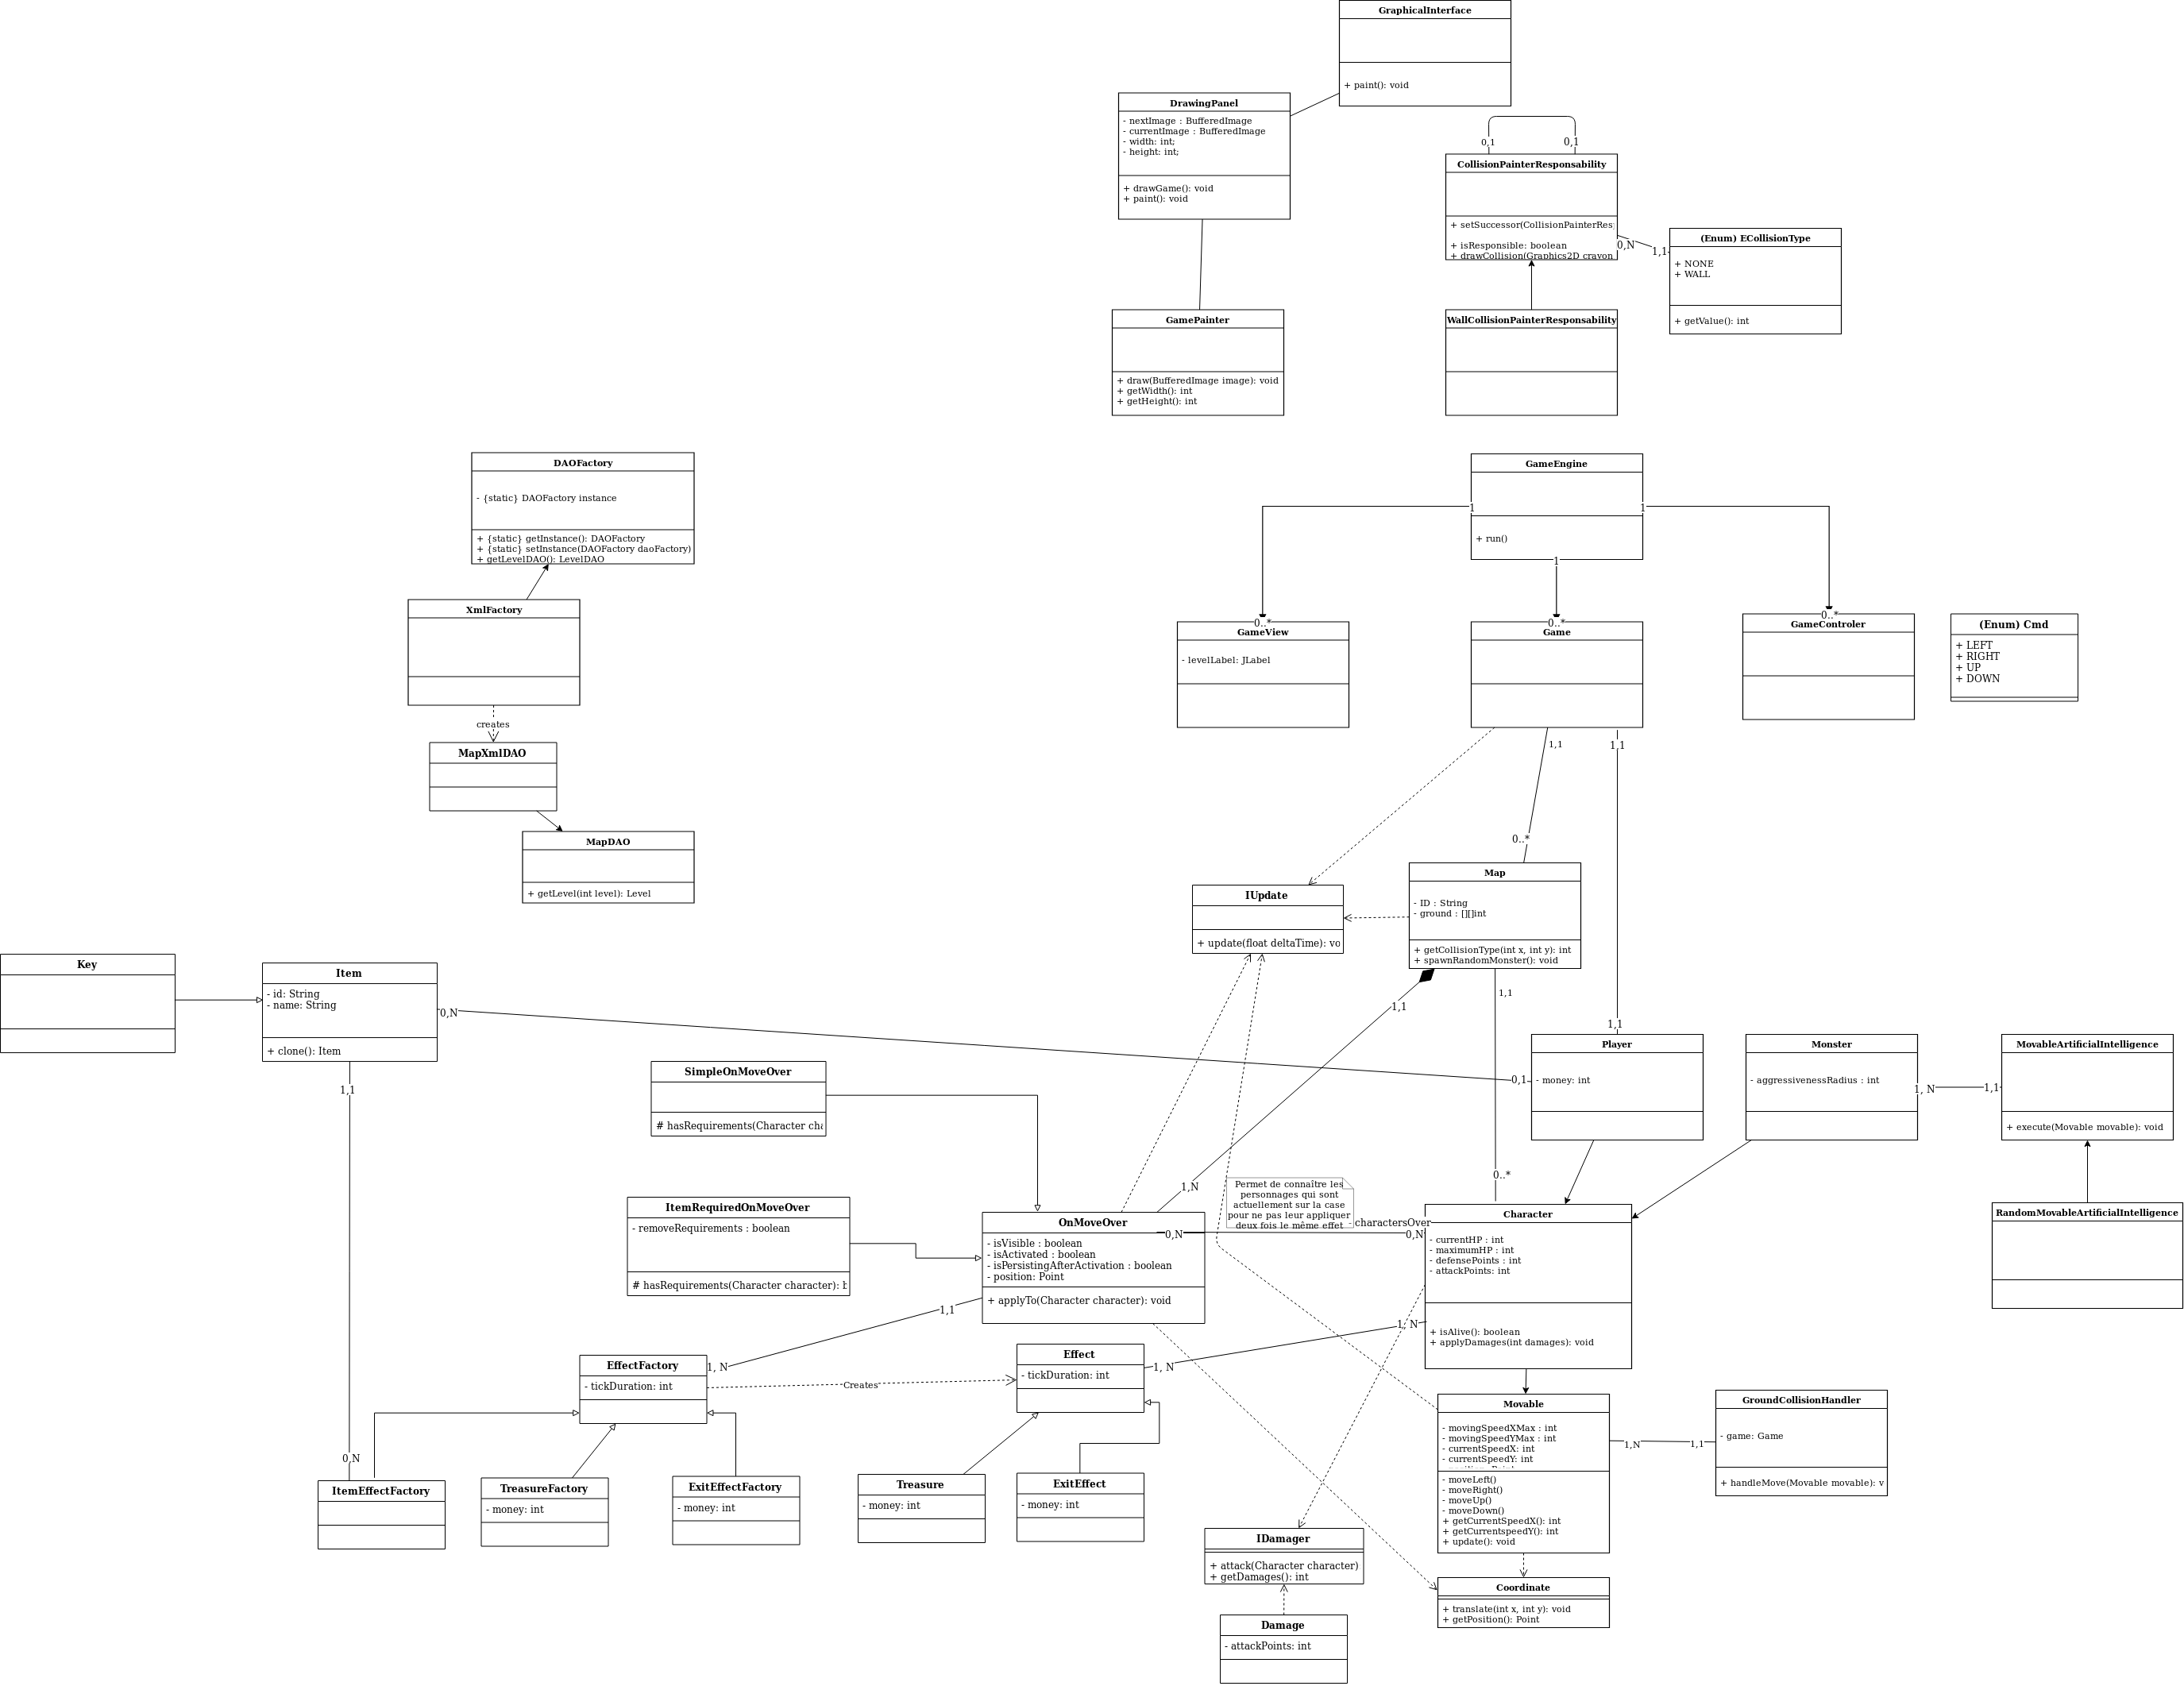 GraphicalInterface
+ paint(): void
DrawingPanel
- nextImage : BufferedImage
- currentImage : BufferedImage
- width: int;
- height: int;
+ drawGame(): void
+ paint(): void
0,1
0,1
CollisionPainterResponsability
+ setSuccessor(CollisionPainterRes
+ isResponsible: boolean
+ drawCollision(Graphics2D crayon
0,N
1,1
(Enum) ECollisionType
+ NONE
+ WALL
+ getValue(): int
GamePainter
+ draw(BufferedImage image): void
+ getWidth(): int
+ getHeight(): int
WallCollisionPainterResponsability
DAOFactory
- {static} DAOFactory instance
+ {static} getInstance(): DAOFactory
+ {static} setInstance(DAOFactory daoFactory)
+ getLevelDAO(): LevelDAO
GameEngine
+ run()
1
1
1
XmlFactory
creates
MapXmlDAO
MapDAO
+ getLevel(int level): Level
0..*
GameView
- levelLabel: JLabel
0..*
Game
0..*
GameControler
(Enum) Cmd
+ LEFT
+ RIGHT
+ UP
+ DOWN
1,1
1,1
0..*
IUpdate
+ update(float deltaTime): vo
Map
- ID : String
- ground : [][]int
+ getCollisionType(int x, int y): int
+ spawnRandomMonster(): void
1,1
1,1
Key
Item
- id: String
- name: String
+ clone(): Item
0,N
1,1
1,1
0,1
Player
- money: int
Monster
- aggressivenessRadius : int
1, N
1,1
MovableArtificialIntelligence
+ execute(Movable movable): void
RandomMovableArtificialIntelligence
SimpleOnMoveOver
# hasRequirements(Character cha
ItemRequiredOnMoveOver
- removeRequirements : boolean
# hasRequirements(Character character): b
1,N
0..*
Permet de connaître les
personnages qui sont
actuellement sur la case
pour ne pas leur appliquer
deux fois le même effet
- charactersOver
0,N
0,N
OnMoveOver
- isVisible : boolean
- isActivated : boolean
- isPersistingAfterActivation : boolean
- position: Point
+ applyTo(Character character): void
Character
- currentHP : int
- maximumHP : int
- defensePoints : int
- attackPoints: int
+ isAlive(): boolean
+ applyDamages(int damages): void
1,1
1, N
1, N
1, N
EffectFactory
- tickDuration: int
Creates
Effect
- tickDuration: int
Movable
- movingSpeedXMax : int
- movingSpeedYMax : int
- currentSpeedX: int
- currentSpeedY: int
- moveLeft()
- moveRight()
- moveUp()
- moveDown()
+ getCurrentSpeedX(): int
+ getCurrentspeedY(): int
+ update(): void
1,N
1,1
GroundCollisionHandler
- game: Game
+ handleMove(Movable movable): v
0,N
ItemEffectFactory
TreasureFactory
- money: int
ExitEffectFactory
- money: int
Treasure
- money: int
ExitEffect
- money: int
IDamager
+ attack(Character character)
+ getDamages(): int
Coordinate
+ translate(int x, int y): void
+ getPosition(): Point
Damage
- attackPoints: int